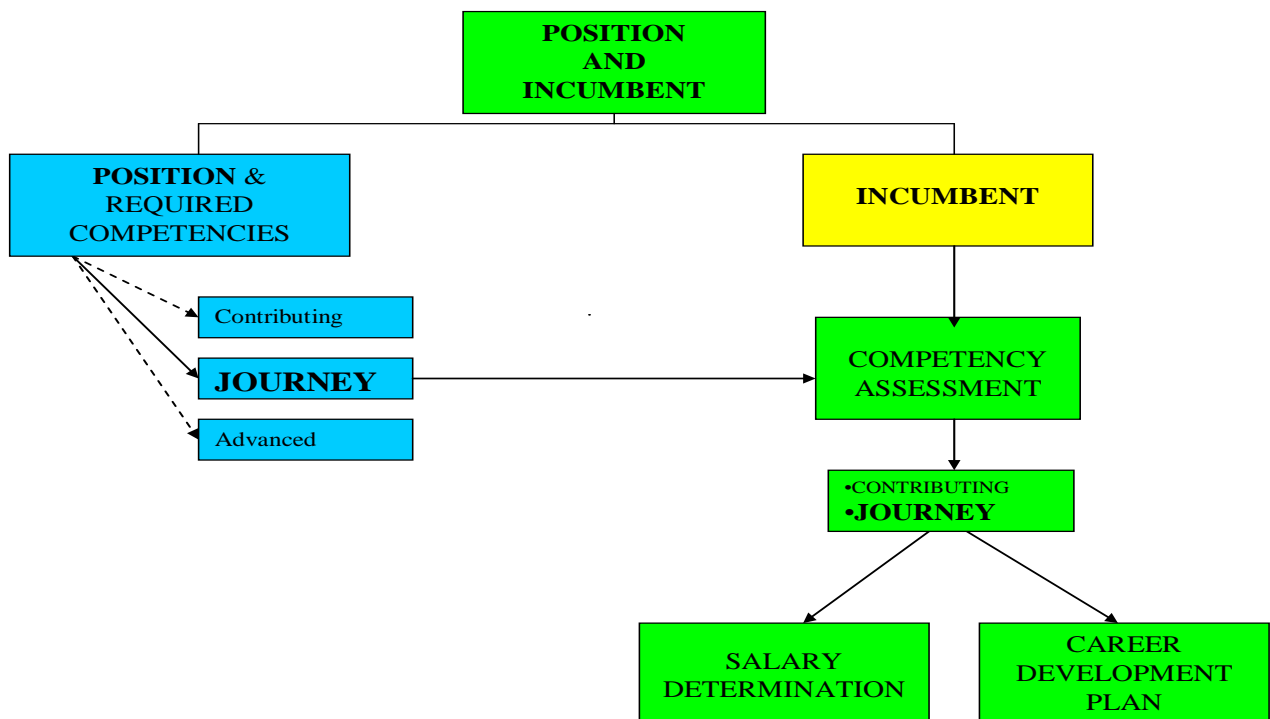 POSITION
AND
INCUMBENT
POSITION &
REQUIRED
COMPETENCIES
INCUMBENT
Contributing
JOURNEY
Advanced
COMPETENCY
ASSESSMENT
•CONTRIBUTING
•JOURNEY
SALARY
DETERMINATION
CAREER
DEVELOPMENT
PLAN